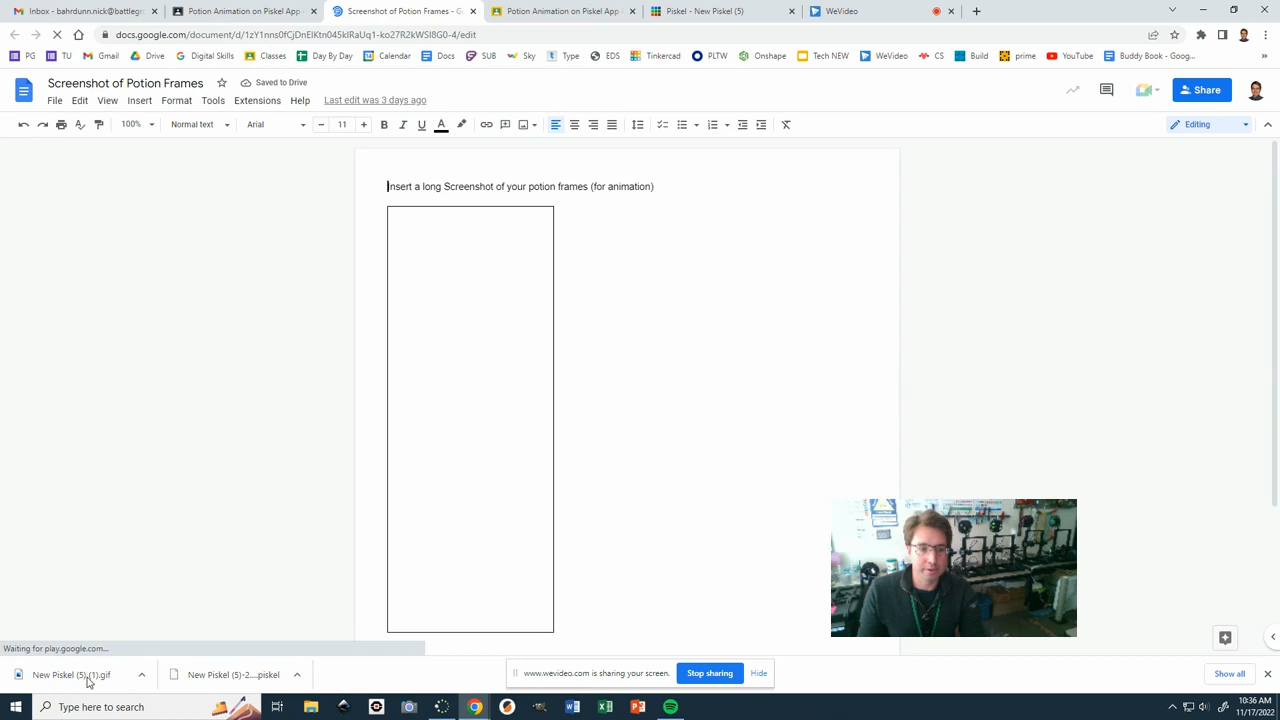 Inbox - bahrdunn.nick@battlegr
Potion Animation on Piskel App -
Screenshot of Potion Frames - G
Potion Animation on Piskel App -
Piskel - New Piskel (5)
WeVideo
docs.google.com/document/d/1zY1nns0fCjDnEIKtn045kIRaUq1-ko27R2kWSI8G0-4/edit
PG
TU
Gmail
Drive
Digital Skills
Classes
Day By Day
Calendar
Docs
SUB
Sky
Type
EDS
Tinkercad
PLTW
Onshape
Tech NEW
WeVideo
CS
Build
prime
YouTube
Buddy Book - Goog...
Screenshot of Potion Frames
Saved to Drive
Share
File Edit View Insert Format Tools Extensions Help Last edit was 3 days ago
100% Normal text Arial 11 B I U A Editing
Insert a long Screenshot of your potion frames (for animation)
Waiting for play.google.com...
New Piskel (5) (1).gif
New Piskel (5)-2....piskel
www.wevideo.com is sharing your screen.
Stop sharing
Hide
Show all
Type here to search
10:36 AM
11/17/2022